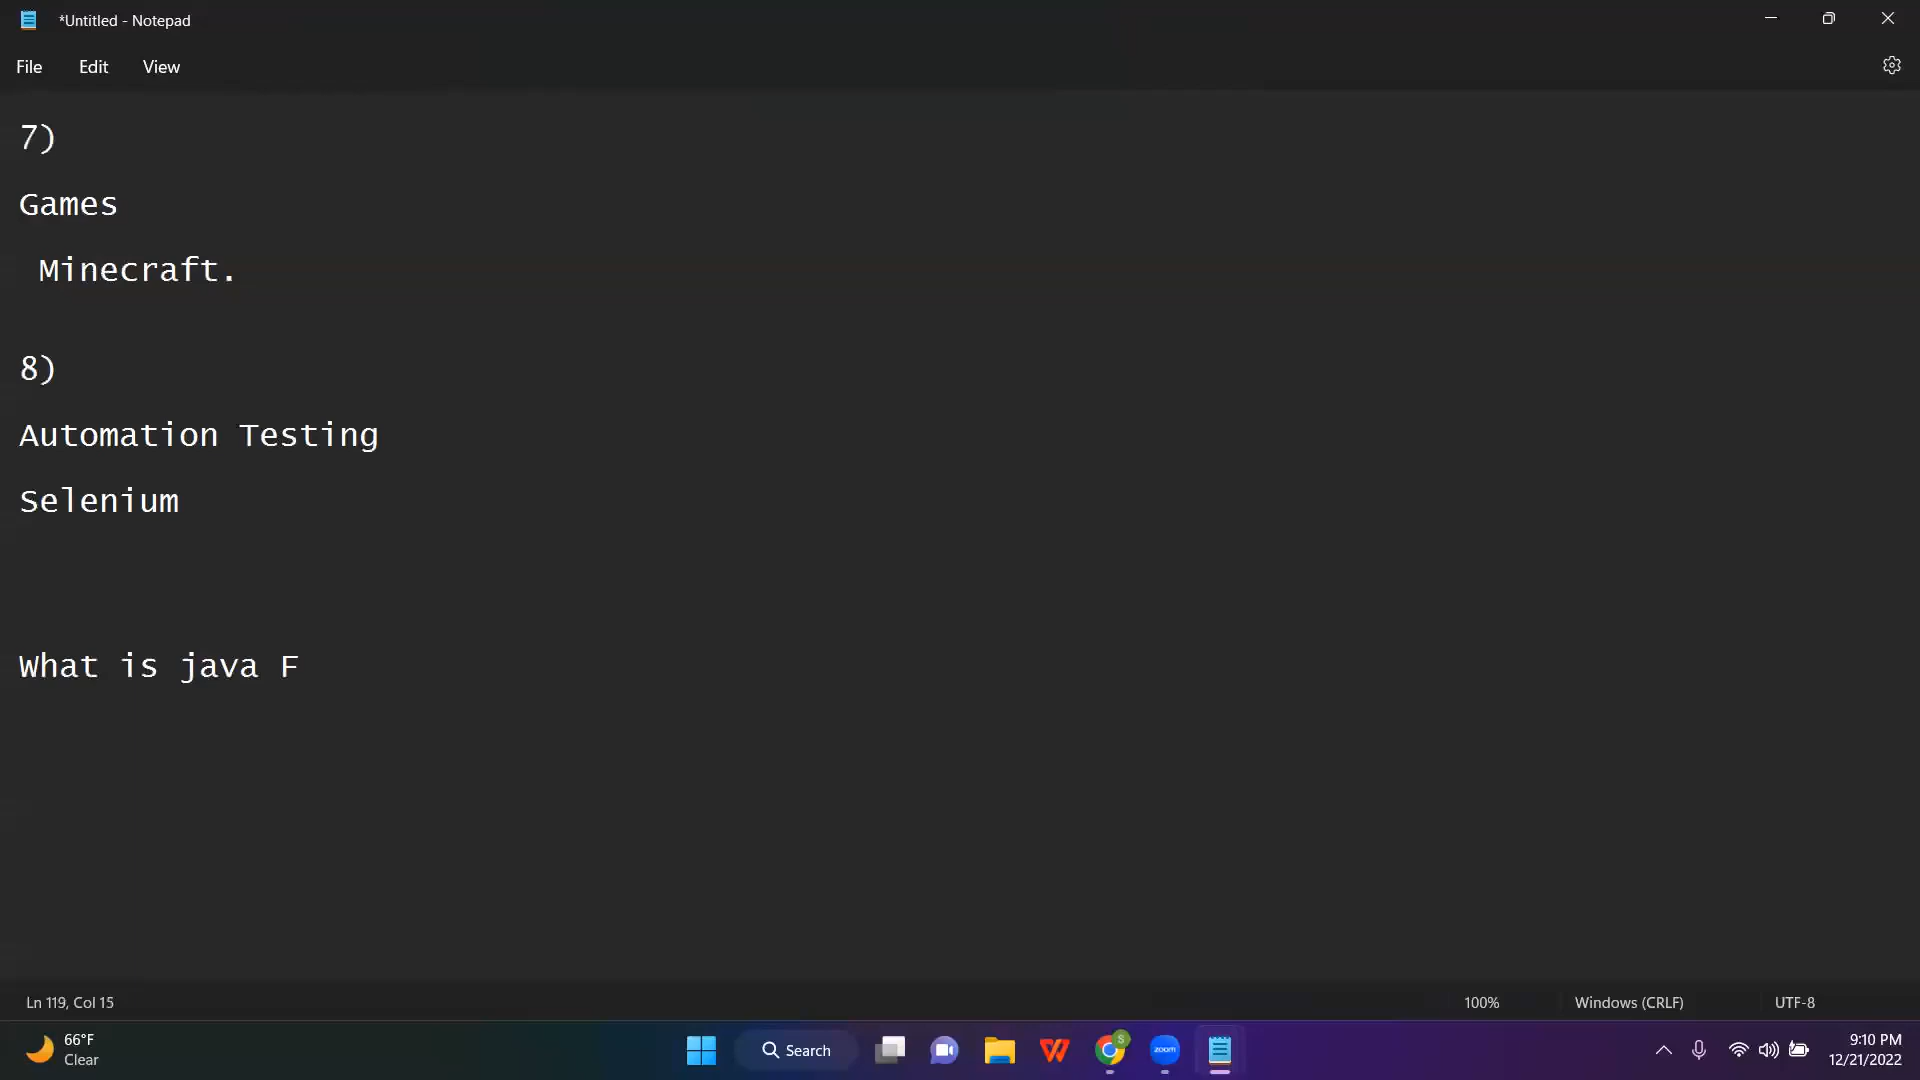 *Untitled - Notepad
File Edit View
7)
Games
Minecraft.
8)
Automation Testing
Selenium
What is java F
Ln 119, Col 15
100%
Windows (CRLF)
UTF-8
66°F
Clear
Search
S
zoom
9:10 PM
12/21/2022